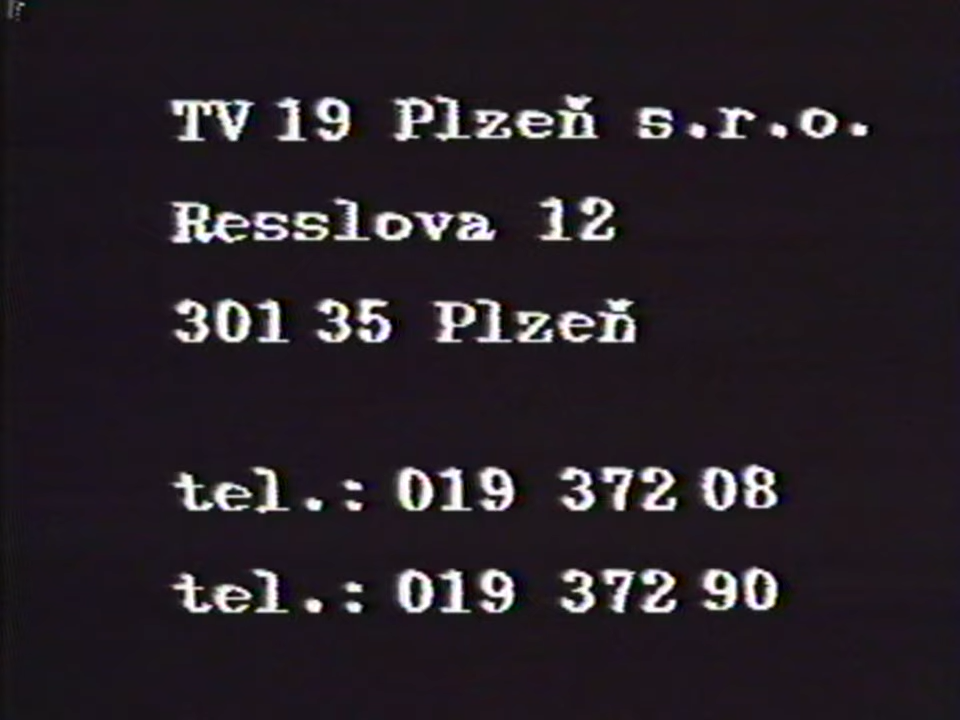 TV 19 Plzeň s.r.o.
Resslova 12
301 35 Plzeň
tel.: 019 372 08
tel.: 019 372 90